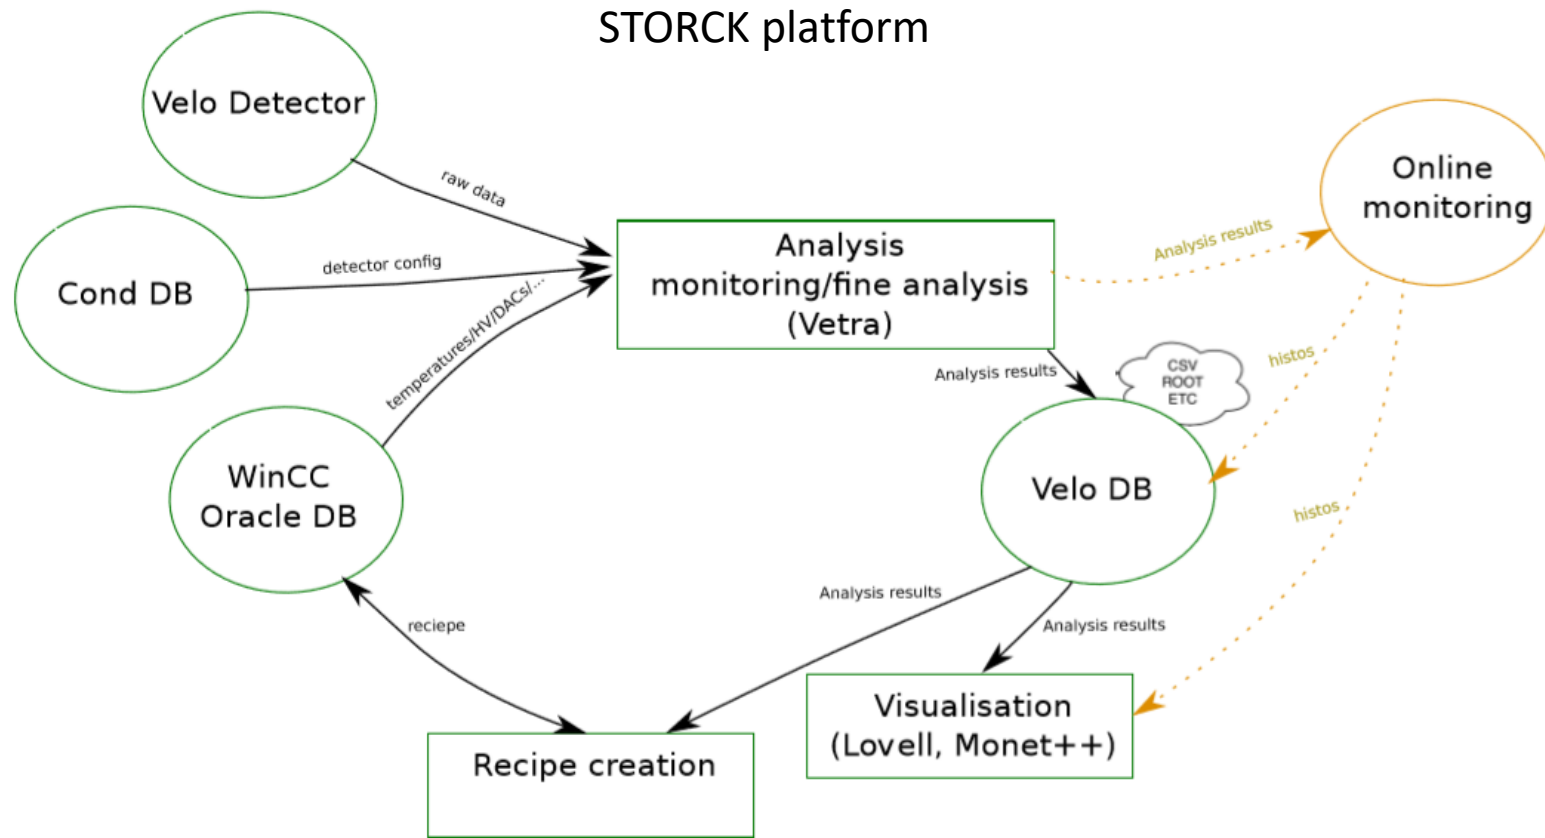 STORCK platform
Velo Detector
raw data
Cond DB
detector config
temperatures/HV/DACs/...
WinCC
Oracle DB
Analysis
monitoring/fine analysis
(Vetra)
Analysis results
Online
monitoring
Analysis results
CSV
ROOT
ETC
histos
Velo DB
histos
Analysis results
Analysis results
reciepe
Visualisation
(Lovell, Monet++)
Recipe creation